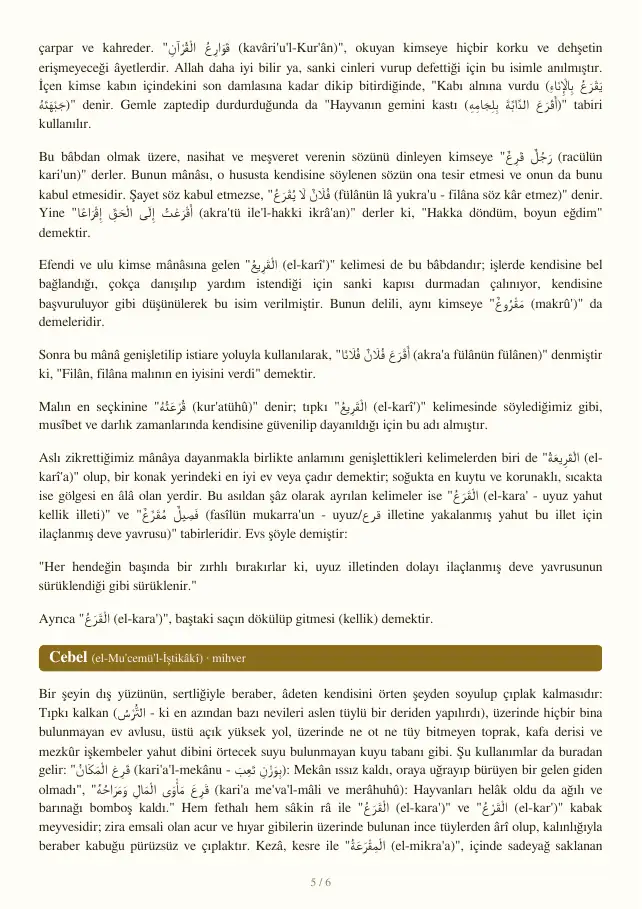 çarpar ve kahreder. "قَوَارِعُ الْقُرْآنِ (kavâri'u'l-Kur'ân)", okuyan kimseye hiçbir korku ve dehşetin
erişmeyeceği âyetlerdir. Allah daha iyi bilir ya, sanki cinleri vurup defettiği için bu isimle anılmıştır.
İçen kimse kabın içindekini son damlasına kadar dikip bitirdiğinde, "Kabı alnına vurdu (يَقْرَعُ بِالْإِنَاءِ
جَبْهَتَهُ)" denir. Gemle zaptedip durdurduğunda da "Hayvanın gemini kastı (أَقْرَعَ الدَّابَّةَ بِلِجَامِهِ)" tabiri
kullanılır.
Bu bâbdan olmak üzere, nasihat ve meşveret verenin sözünü dinleyen kimseye "رَجُلٌ قَرِعٌ (racülün
kari'un)" derler. Bunun mânâsı, o hususta kendisine söylenen sözün ona tesir etmesi ve onun da bunu
kabul etmesidir. Şayet söz kabul etmezse, "فُلَانٌ لَا يُقْرَعُ (fülânün lâ yukra'u - filâna söz kâr etmez)" denir.
Yine "أَقْرَعْتُ إِلَى الْحَقِّ إِقْرَاعًا (akra'tü ile'l-hakki ikrâ'an)" derler ki, "Hakka döndüm, boyun eğdim"
demektir.
Efendi ve ulu kimse mânâsına gelen "الْقَرِيعُ (el-karî')" kelimesi de bu bâbdandır; işlerde kendisine bel
bağlandığı, çokça danışılıp yardım istendiği için sanki kapısı durmadan çalınıyor, kendisine
başvuruluyor gibi düşünülerek bu isim verilmiştir. Bunun delili, aynı kimseye "مَقْرُوعٌ (makrû')" da
demeleridir.
Sonra bu mânâ genişletilip istiare yoluyla kullanılarak, "أَقْرَعَ فُلَانٌ فُلَانًا (akra'a fülânün fülânen)" denmiştir
ki, "Filân, filâna malının en iyisini verdi" demektir.
Malın en seçkinine "قُرْعَتُهُ (kur'atühû)" denir; tıpkı "الْقَرِيعُ (el-karî')" kelimesinde söylediğimiz gibi,
musîbet ve darlık zamanlarında kendisine güvenilip dayanıldığı için bu adı almıştır.
Aslı zikrettiğimiz mânâya dayanmakla birlikte anlamını genişlettikleri kelimelerden biri de "الْقَرِيعَةُ (el-
karî'a)" olup, bir konak yerindeki en iyi ev veya çadır demektir; soğukta en kuytu ve korunaklı, sıcakta
ise gölgesi en âlâ olan yerdir. Bu asıldan şâz olarak ayrılan kelimeler ise "الْقَرَعُ (el-kara' - uyuz yahut
kellik illeti)" ve "فَصِيلٌ مُقَرَّعٌ (fasîlün mukarra'un - uyuz/قرع illetine yakalanmış yahut bu illet için
ilaçlanmış deve yavrusu)" tabirleridir. Evs şöyle demiştir:
"Her hendeğin başında bir zırhlı bırakırlar ki, uyuz illetinden dolayı ilaçlanmış deve yavrusunun
sürüklendiği gibi sürüklenir."
Ayrıca "الْقَرَعُ (el-kara')", baştaki saçın dökülüp gitmesi (kellik) demektir.
Cebel (el-Mu'cemü'l-İştikâkî) · mihver
Bir şeyin dış yüzünün, sertliğiyle beraber, âdeten kendisini örten şeyden soyulup çıplak kalmasıdır:
Tıpkı kalkan (التُّرْسُ - ki en azından bazı nevileri aslen tüylü bir deriden yapılırdı), üzerinde hiçbir bina
bulunmayan ev avlusu, üstü açık yüksek yol, üzerinde ne ot ne tüy bitmeyen toprak, kafa derisi ve
mezkûr işkembeler yahut dibini örtecek suyu bulunmayan kuyu tabanı gibi. Şu kullanımlar da buradan
gelir: "قَرِعَ الْمَكَانُ (kari'a'l-mekânu - بِوَزْنِ تَعِبَ): Mekân ıssız kaldı, oraya uğrayıp bürüyen bir gelen giden
olmadı", "قَرِعَ مَأْوَى الْمَالِ وَمَرَاحُهُ (kari'a me'va'l-mâli ve merâhuhû): Hayvanları helâk oldu da ağılı ve
barınağı bomboş kaldı." Hem fethalı hem sâkin râ ile "الْقَرَعُ (el-kara')" ve "الْقَرْعُ (el-kar')" kabak
meyvesidir; zira emsali olan acur ve hıyar gibilerin üzerinde bulunan ince tüylerden ârî olup, kalınlığıyla
beraber kabuğu pürüzsüz ve çıplaktır. Kezâ, kesre ile "الْمِقْرَعَةُ (el-mikra'a)", içinde sadeyağ saklanan
5 / 6